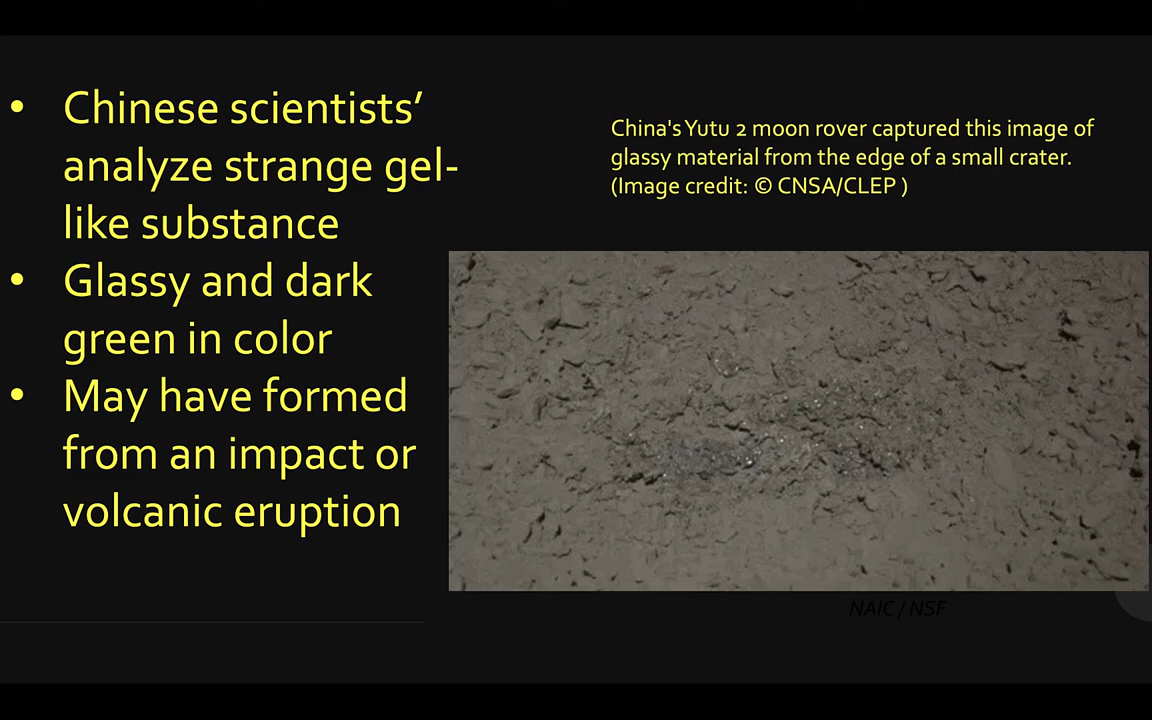 • Chinese scientists’
analyze strange gel-
like substance
• Glassy and dark
green in color
• May have formed
from an impact or
volcanic eruption
China's Yutu 2 moon rover captured this image of
glassy material from the edge of a small crater.
(Image credit: © CNSA/CLEP )
NAIC / NSF